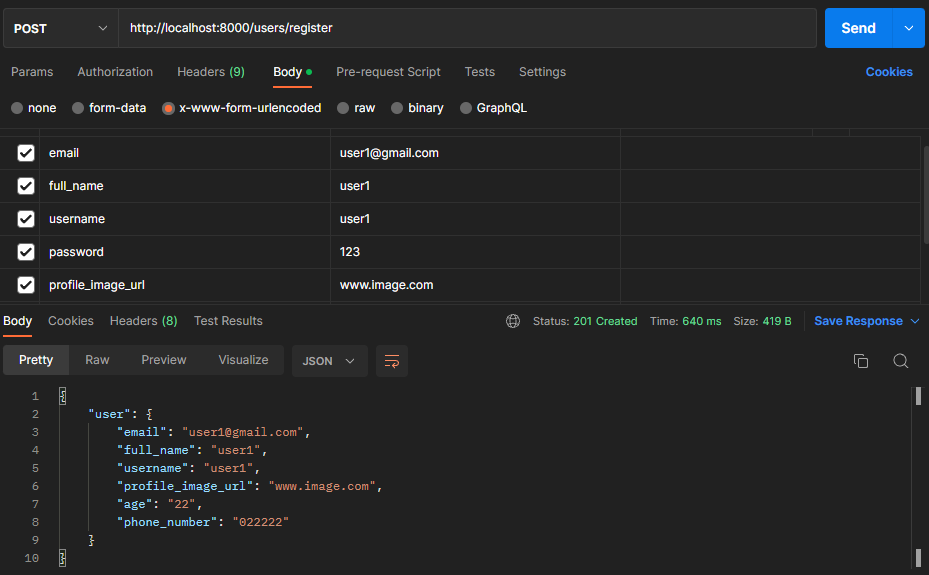 POST http://localhost:8000/users/register Send
Params Authorization Headers (9) Body Pre-request Script Tests Settings Cookies
none form-data x-www-form-urlencoded raw binary GraphQL
email user1@gmail.com
full_name user1
username user1
password 123
profile_image_url www.image.com
Body Cookies Headers (8) Test Results Status: 201 Created Time: 640 ms Size: 419 B Save Response
Pretty Raw Preview Visualize JSON
1 {
2 "user": {
3 "email": "user1@gmail.com",
4 "full_name": "user1",
5 "username": "user1",
6 "profile_image_url": "www.image.com",
7 "age": "22",
8 "phone_number": "022222"
9 }
10 }